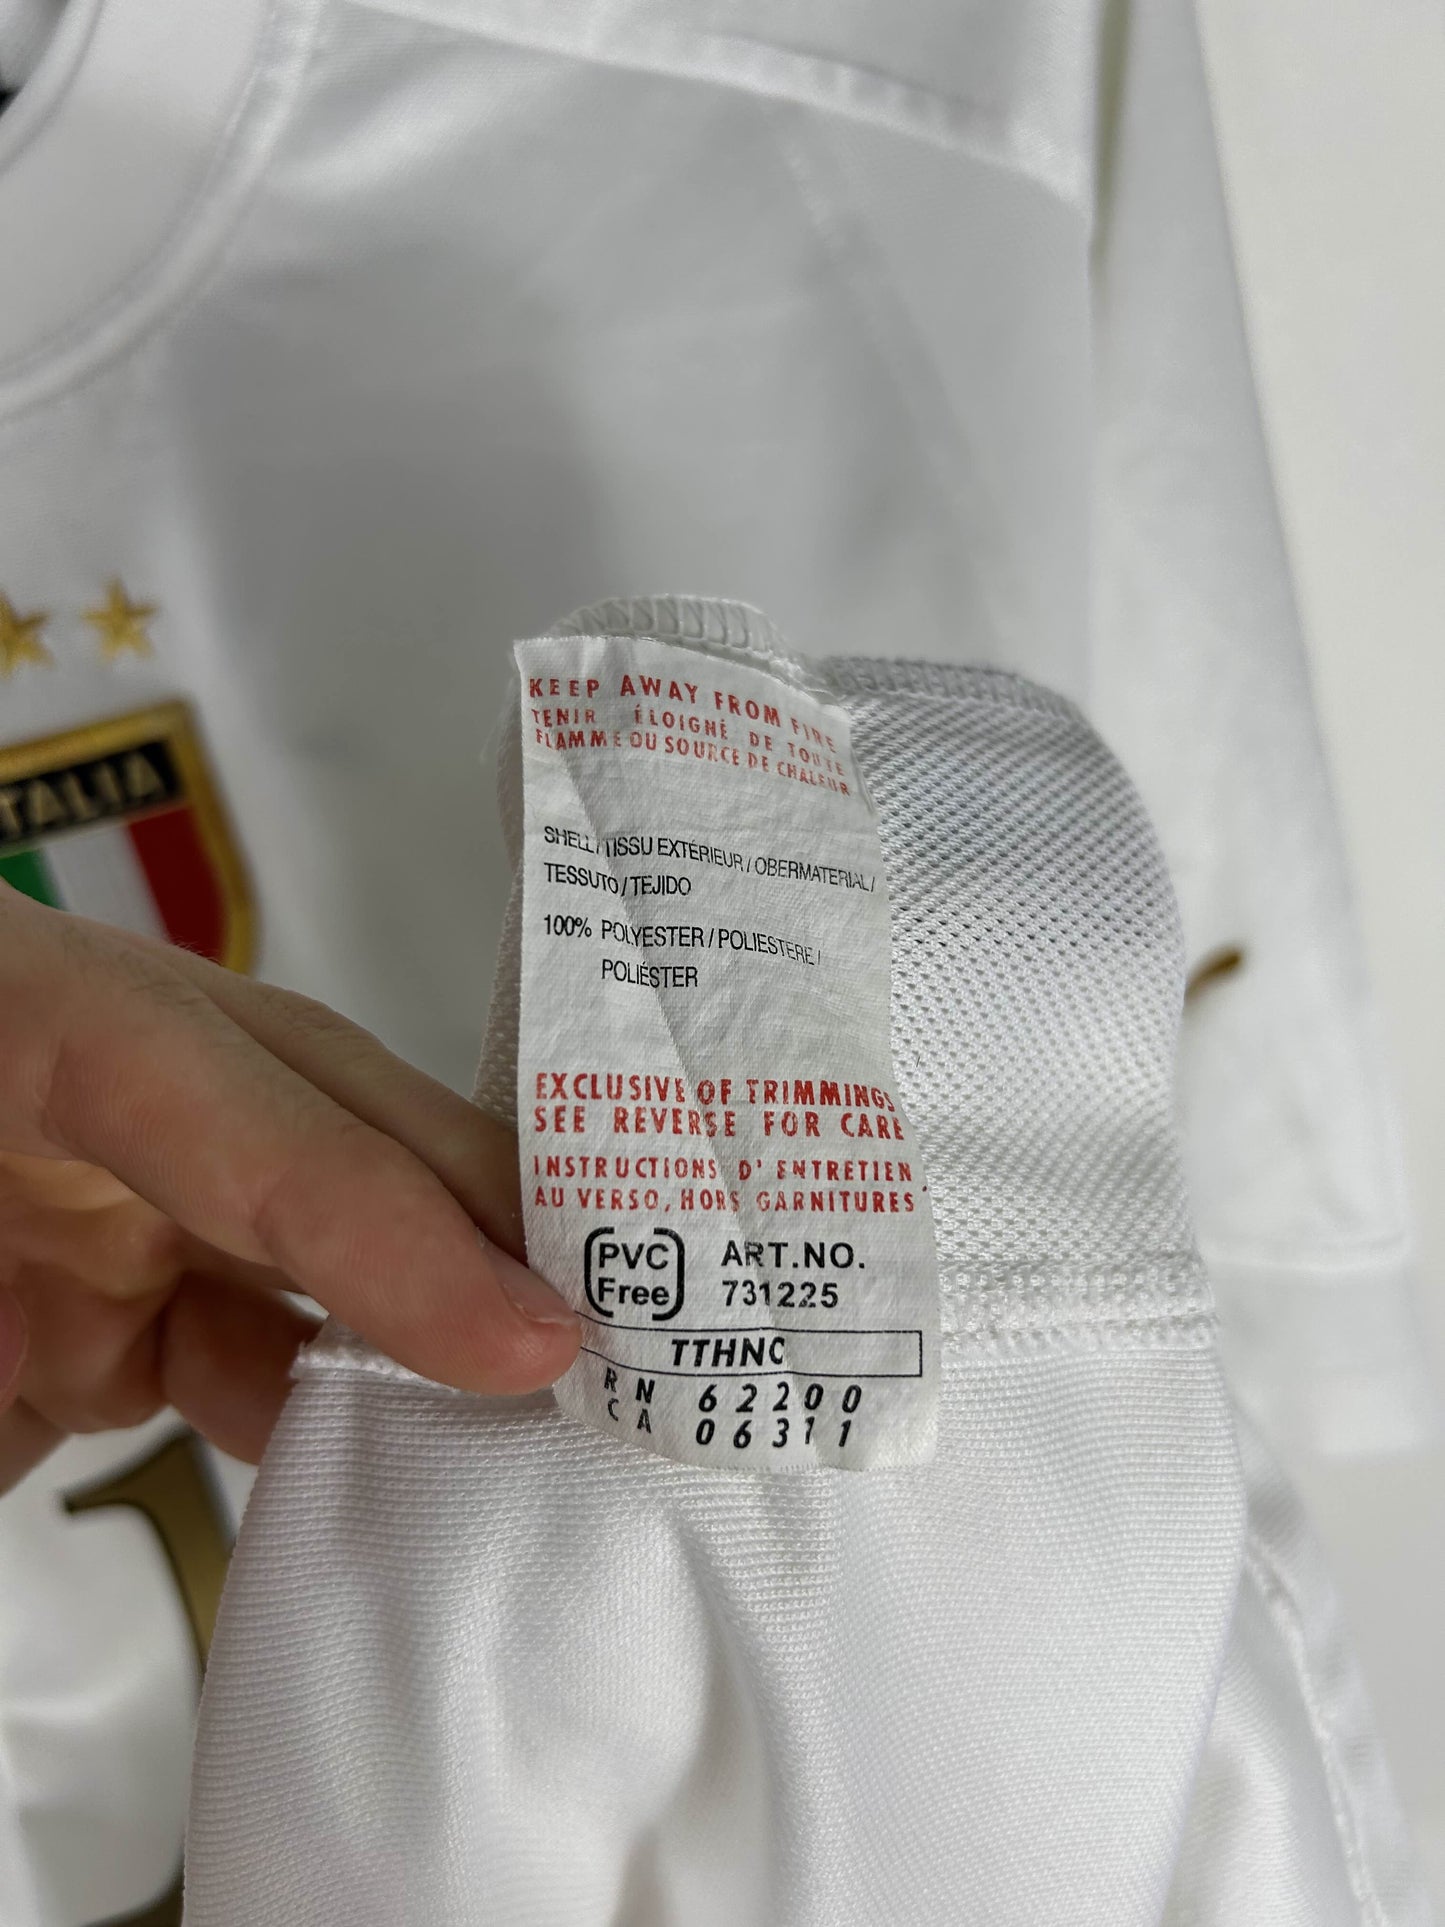 TALIA
KEEP AWAY FROM FIRE
TENIR ÉLOIGNÉ DE TOUTE
FLAMME OU SOURCE DE CHALEUR
SHELL / TISSU EXTÉRIEUR / OBERMATERIAL /
TESSUTO / TEJIDO
100% POLYESTER / POLIESTERE /
POLIÉSTER
EXCLUSIVE OF TRIMMINGS
SEE REVERSE FOR CARE
INSTRUCTIONS D' ENTRETIEN
AU VERSO, HORS GARNITURES
PVC ART.NO.
Free 731225
TTHNC
RN 62200
CA 06311